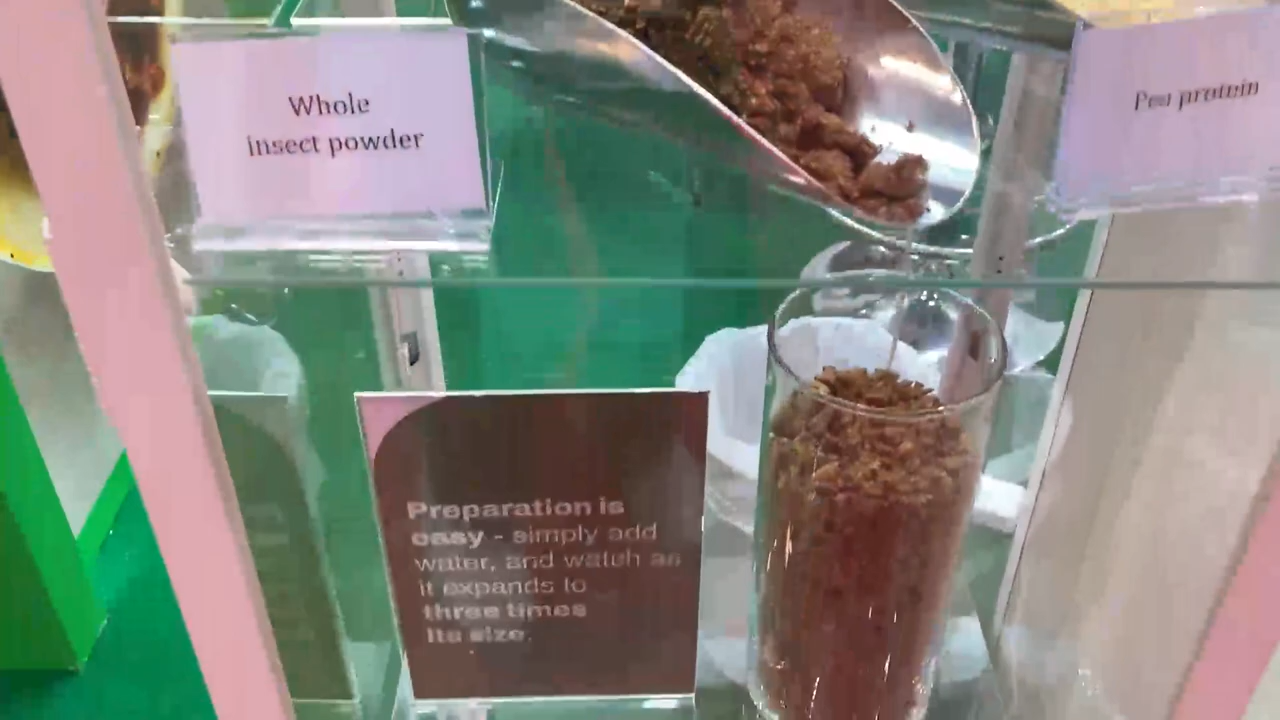 Whole
insect powder
Pea protein
Preparation is
easy - simply add
water, and watch as
it expands to
three times
its size.